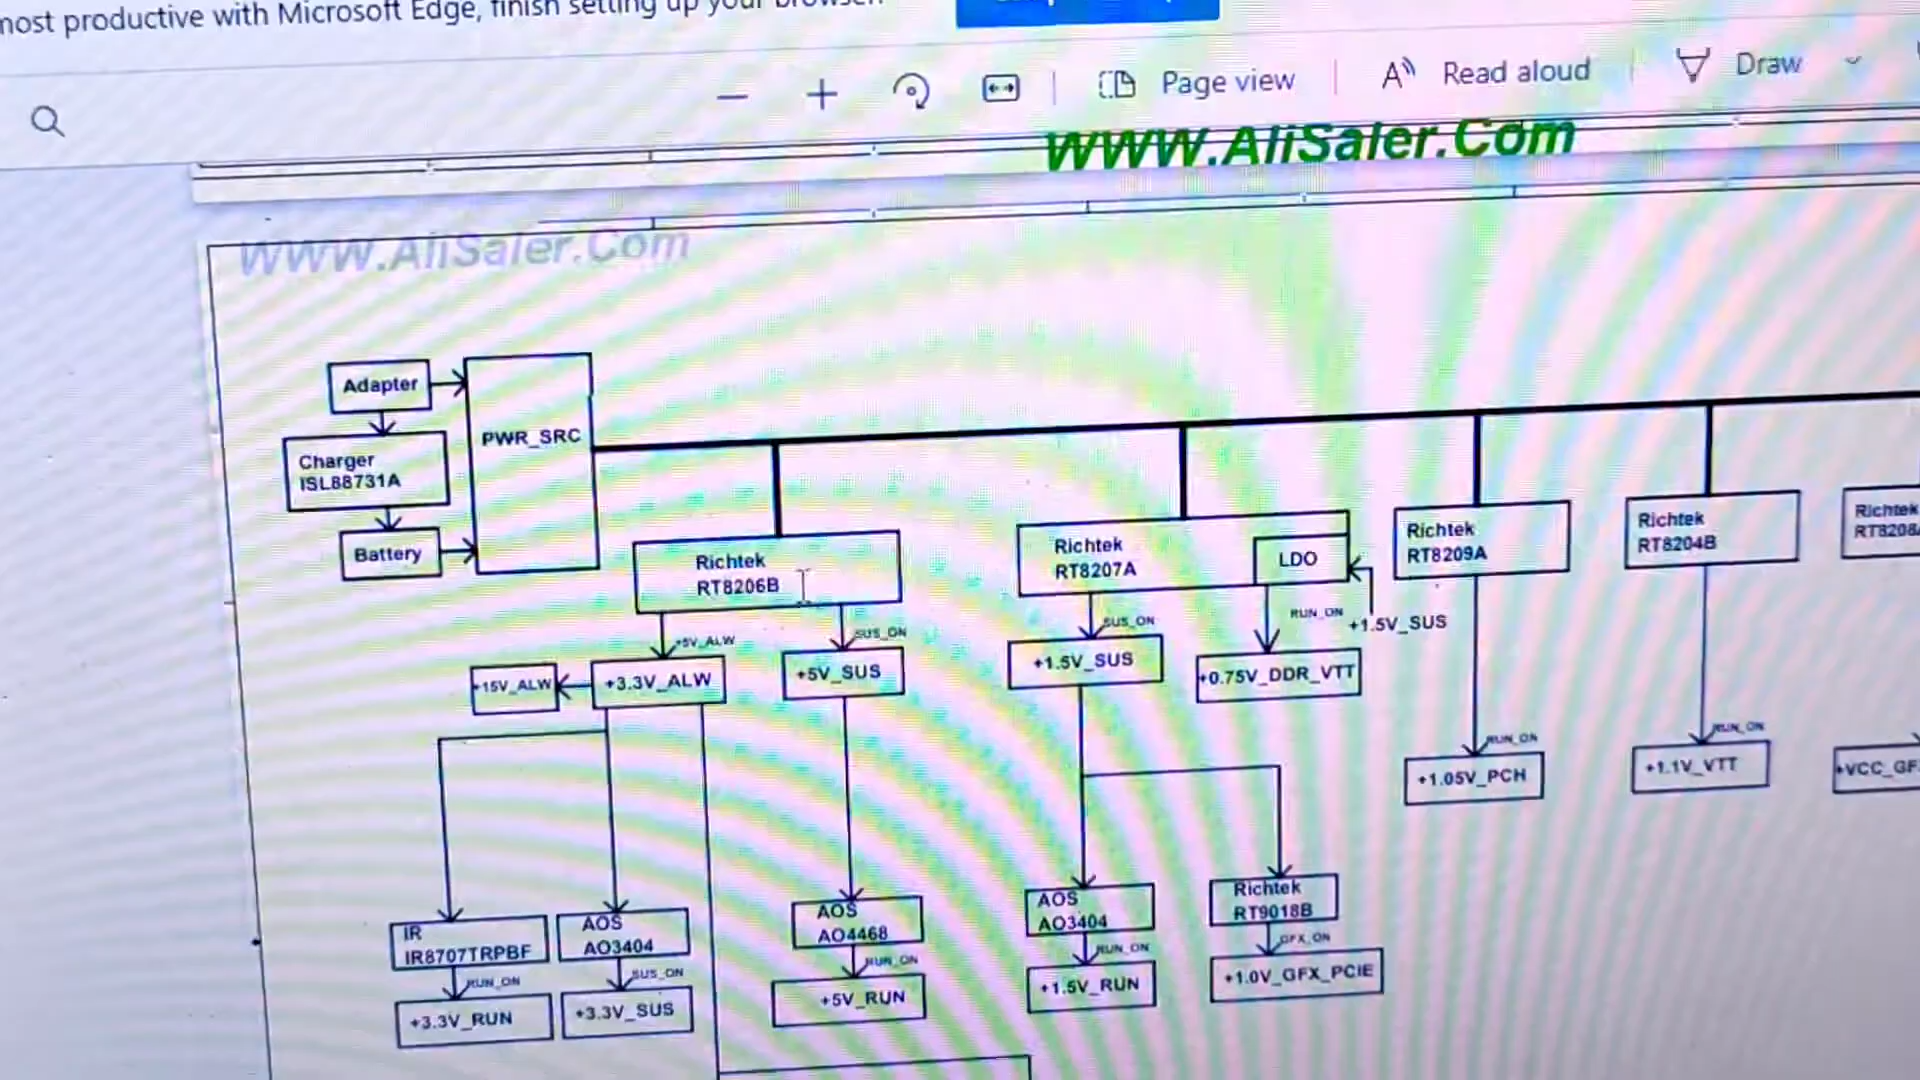 most productive with Microsoft Edge, finish setting up your browser.
Page view
Read aloud
Draw
WWW.AliSaler.Com
WWW.AliSaler.Com
Adapter
PWR_SRC
Charger
ISL88731A
Battery
Richtek
RT8206B
Richtek
RT8207A
LDO
Richtek
RT8209A
Richtek
RT8204B
Richtek
+5V_ALW
SUS_ON
SUS_ON
RUN_ON
+1.5V_SUS
+15V_ALW
+3.3V_ALW
+5V_SUS
+1.5V_SUS
+0.75V_DDR_VTT
RUN_ON
RUN_ON
+1.05V_PCH
+1.1V_VTT
+VCC_GF
IR
IR8707TRPBF
AOS
AO3404
AOS
AO4468
AOS
AO3404
Richtek
RT9018B
RUN_ON
SUS_ON
RUN_ON
RUN_ON
GFX_ON
+3.3V_RUN
+3.3V_SUS
+5V_RUN
+1.5V_RUN
+1.0V_GFX_PCIE